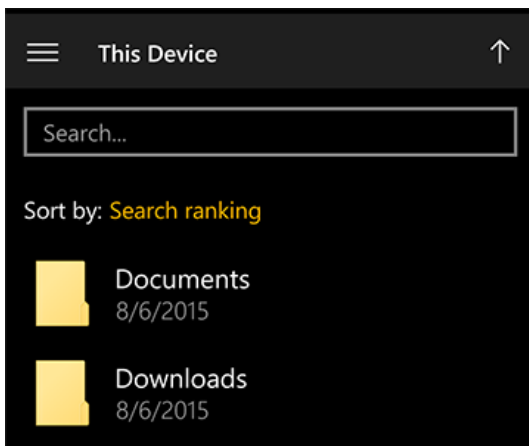 This Device
Search...
Sort by: Search ranking
Documents
8/6/2015
Downloads
8/6/2015